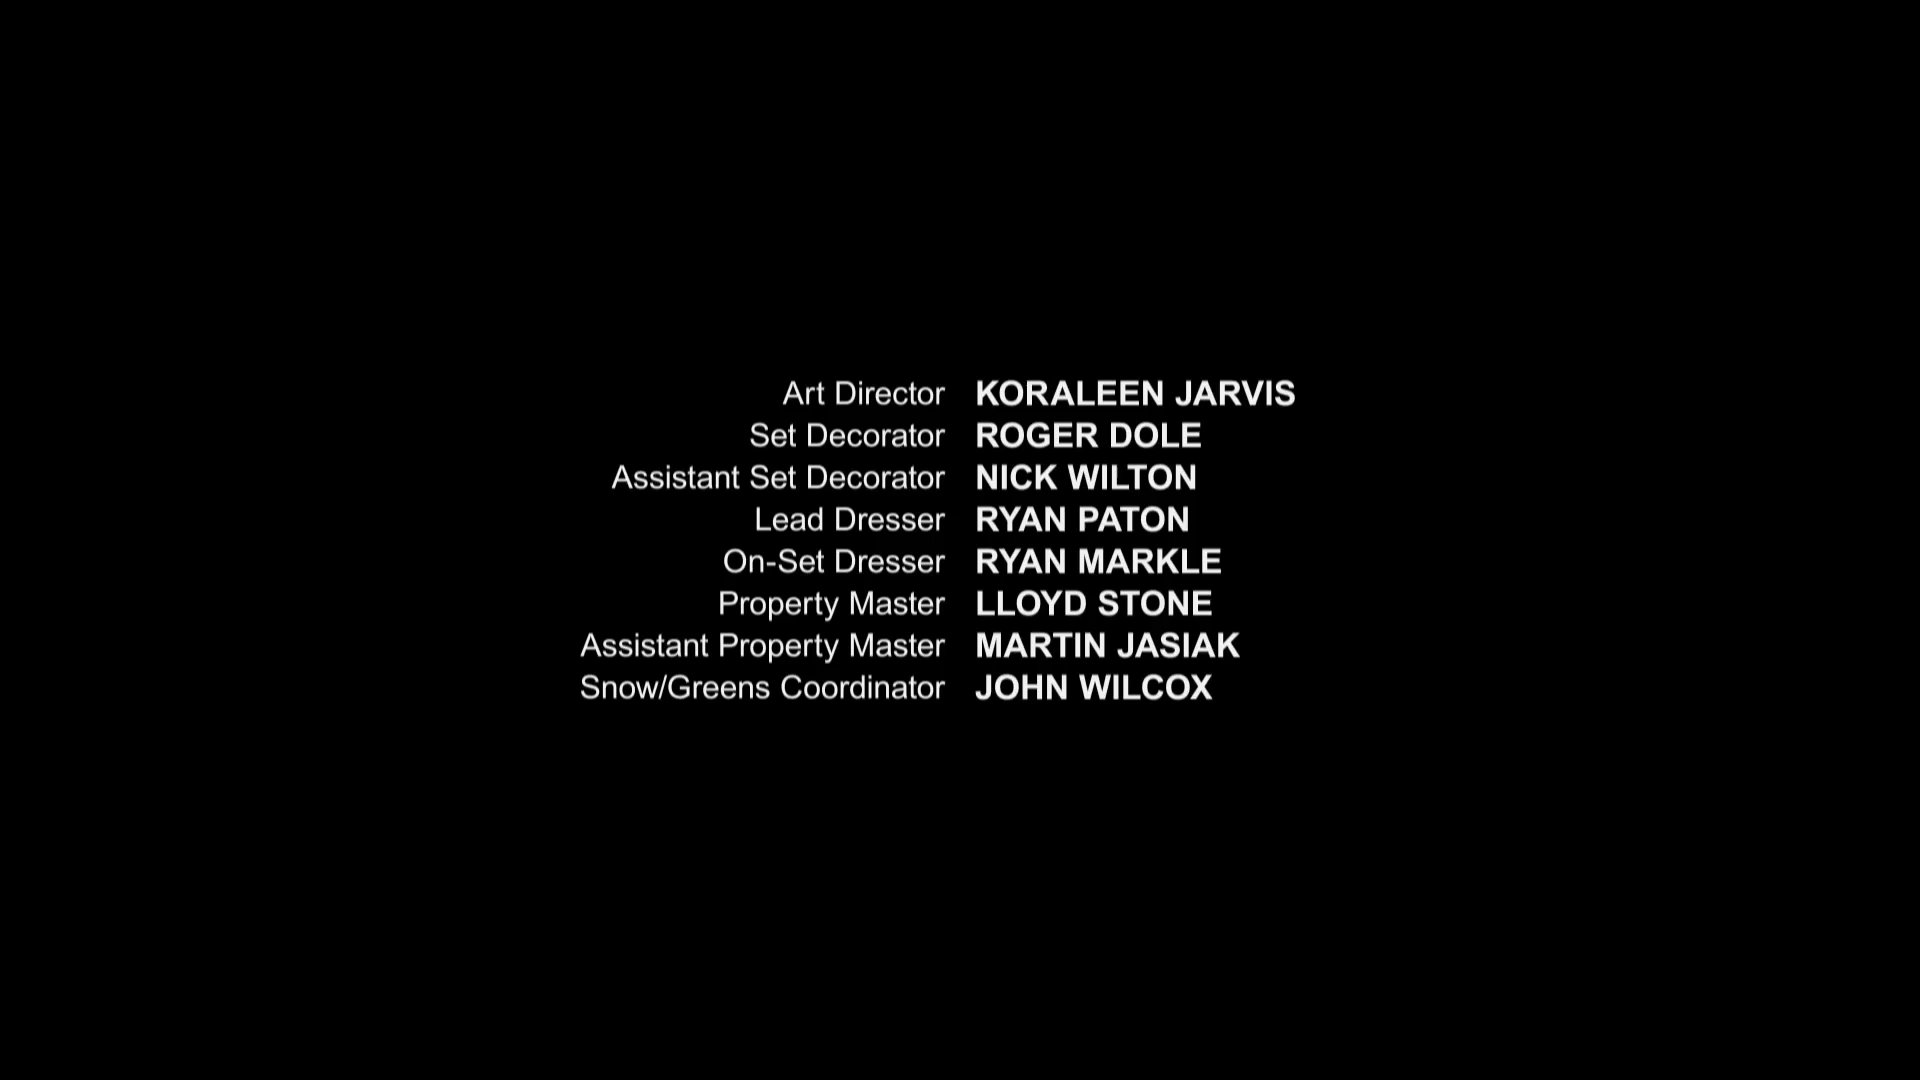 Art Director KORALEEN JARVIS
Set Decorator ROGER DOLE
Assistant Set Decorator NICK WILTON
Lead Dresser RYAN PATON
On-Set Dresser RYAN MARKLE
Property Master LLOYD STONE
Assistant Property Master MARTIN JASIAK
Snow/Greens Coordinator JOHN WILCOX